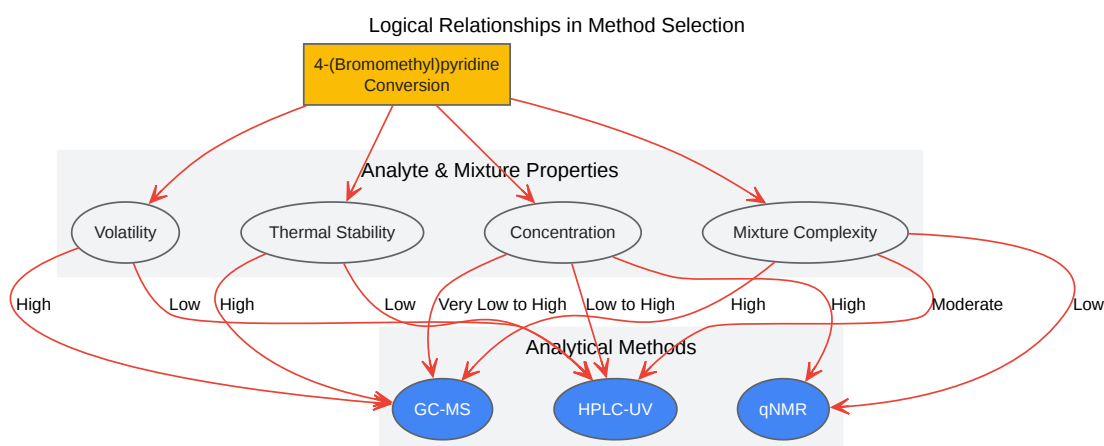 Logical Relationships in Method Selection
4-(Bromomethyl)pyridine
Conversion
Analyte & Mixture Properties
Volatility
Thermal Stability
Concentration
Mixture Complexity
High
Low
High
Low
Very Low to High
Low to High
High
High
Moderate
Low
Analytical Methods
GC-MS
HPLC-UV
qNMR